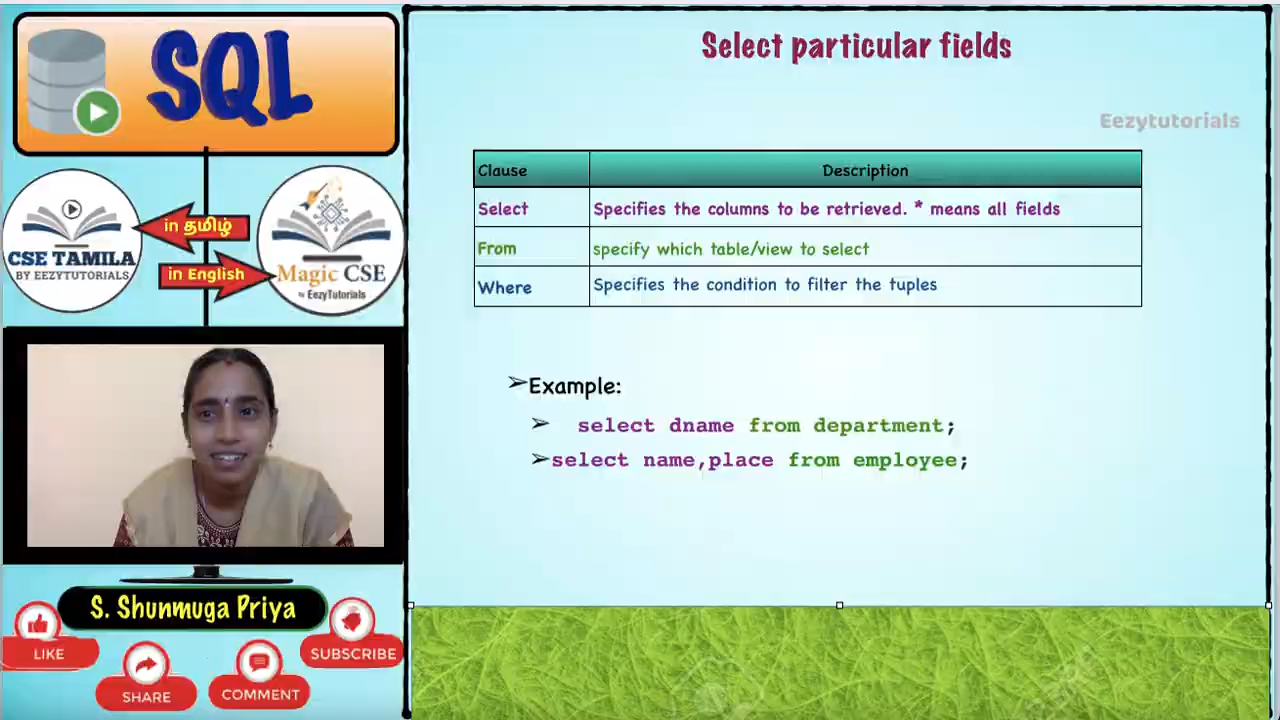 SQL
in தமிழ்
CSE TAMILA
BY EEZYTUTORIALS
in English
Magic CSE
by EezyTutorials
S. Shunmuga Priya
LIKE
SHARE
COMMENT
SUBSCRIBE
Select particular fields
Eezytutorials
Clause Description
Select Specifies the columns to be retrieved. * means all fields
From specify which table/view to select
Where Specifies the condition to filter the tuples
➢Example:
➢ select dname from department;
➢select name,place from employee;